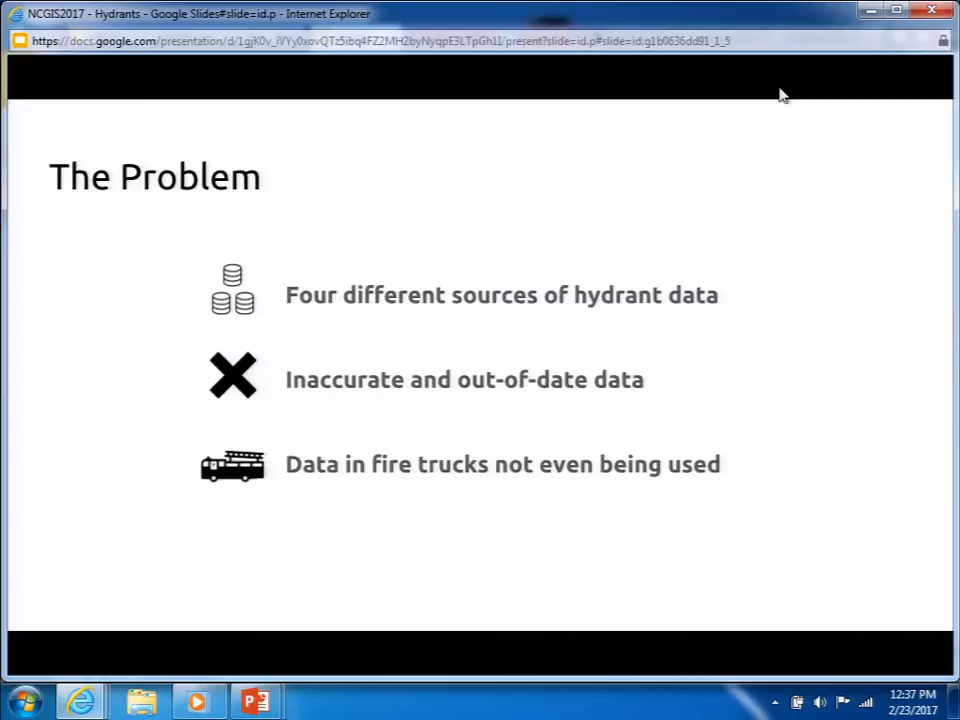 NCGIS2017 - Hydrants - Google Slides#slide=id.p - Internet Explorer
The Problem
Four different sources of hydrant data
Inaccurate and out-of-date data
Data in fire trucks not even being used
12:37 PM
2/23/2017